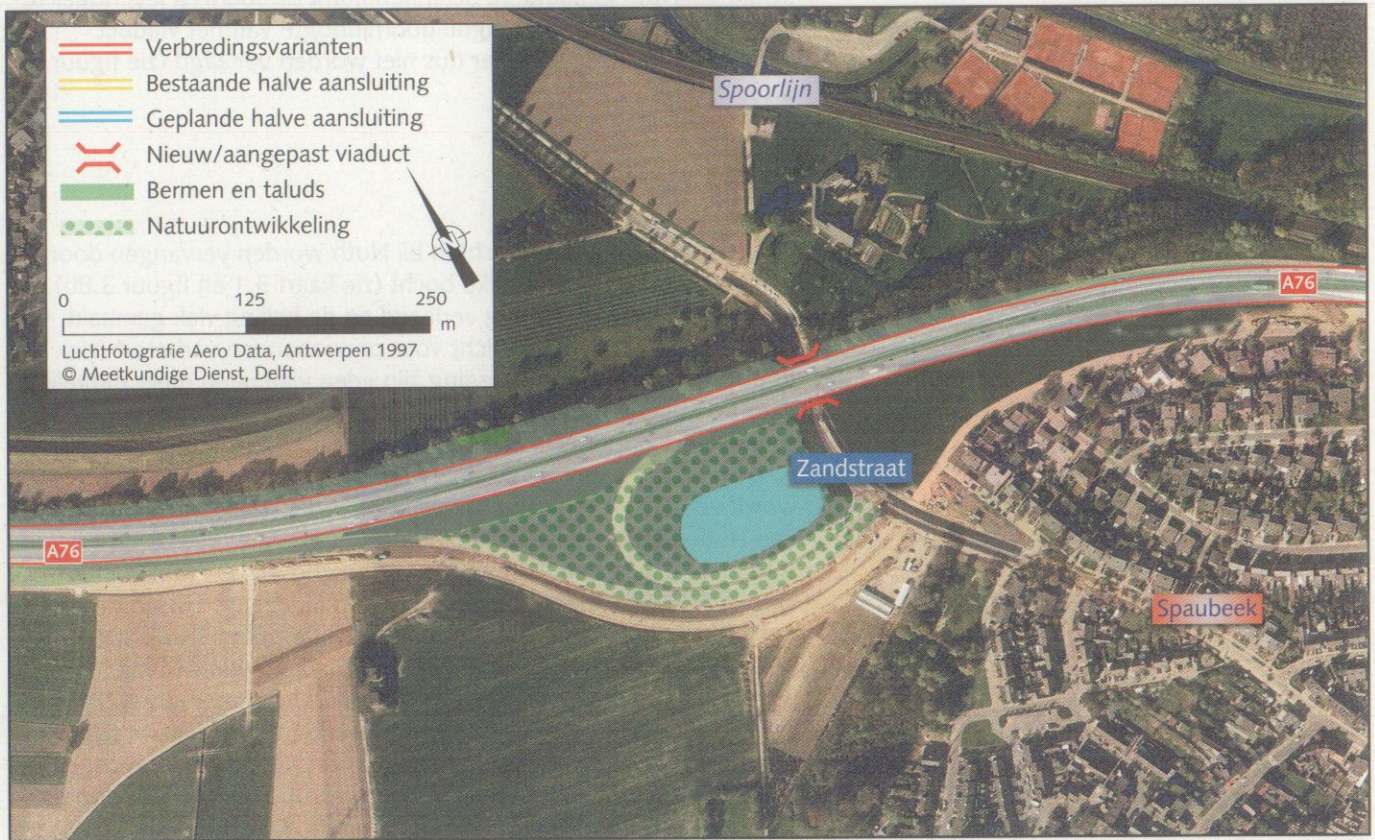 Verbredingsvarianten
Bestaande halve aansluiting
Geplande halve aansluiting
Nieuw/aangepast viaduct
Bermen en taluds
Natuurontwikkeling
N
0 125 250
m
Luchtfotografie Aero Data, Antwerpen 1997
© Meetkundige Dienst, Delft
Spoorlijn
A76
Zandstraat
A76
Spaubeek